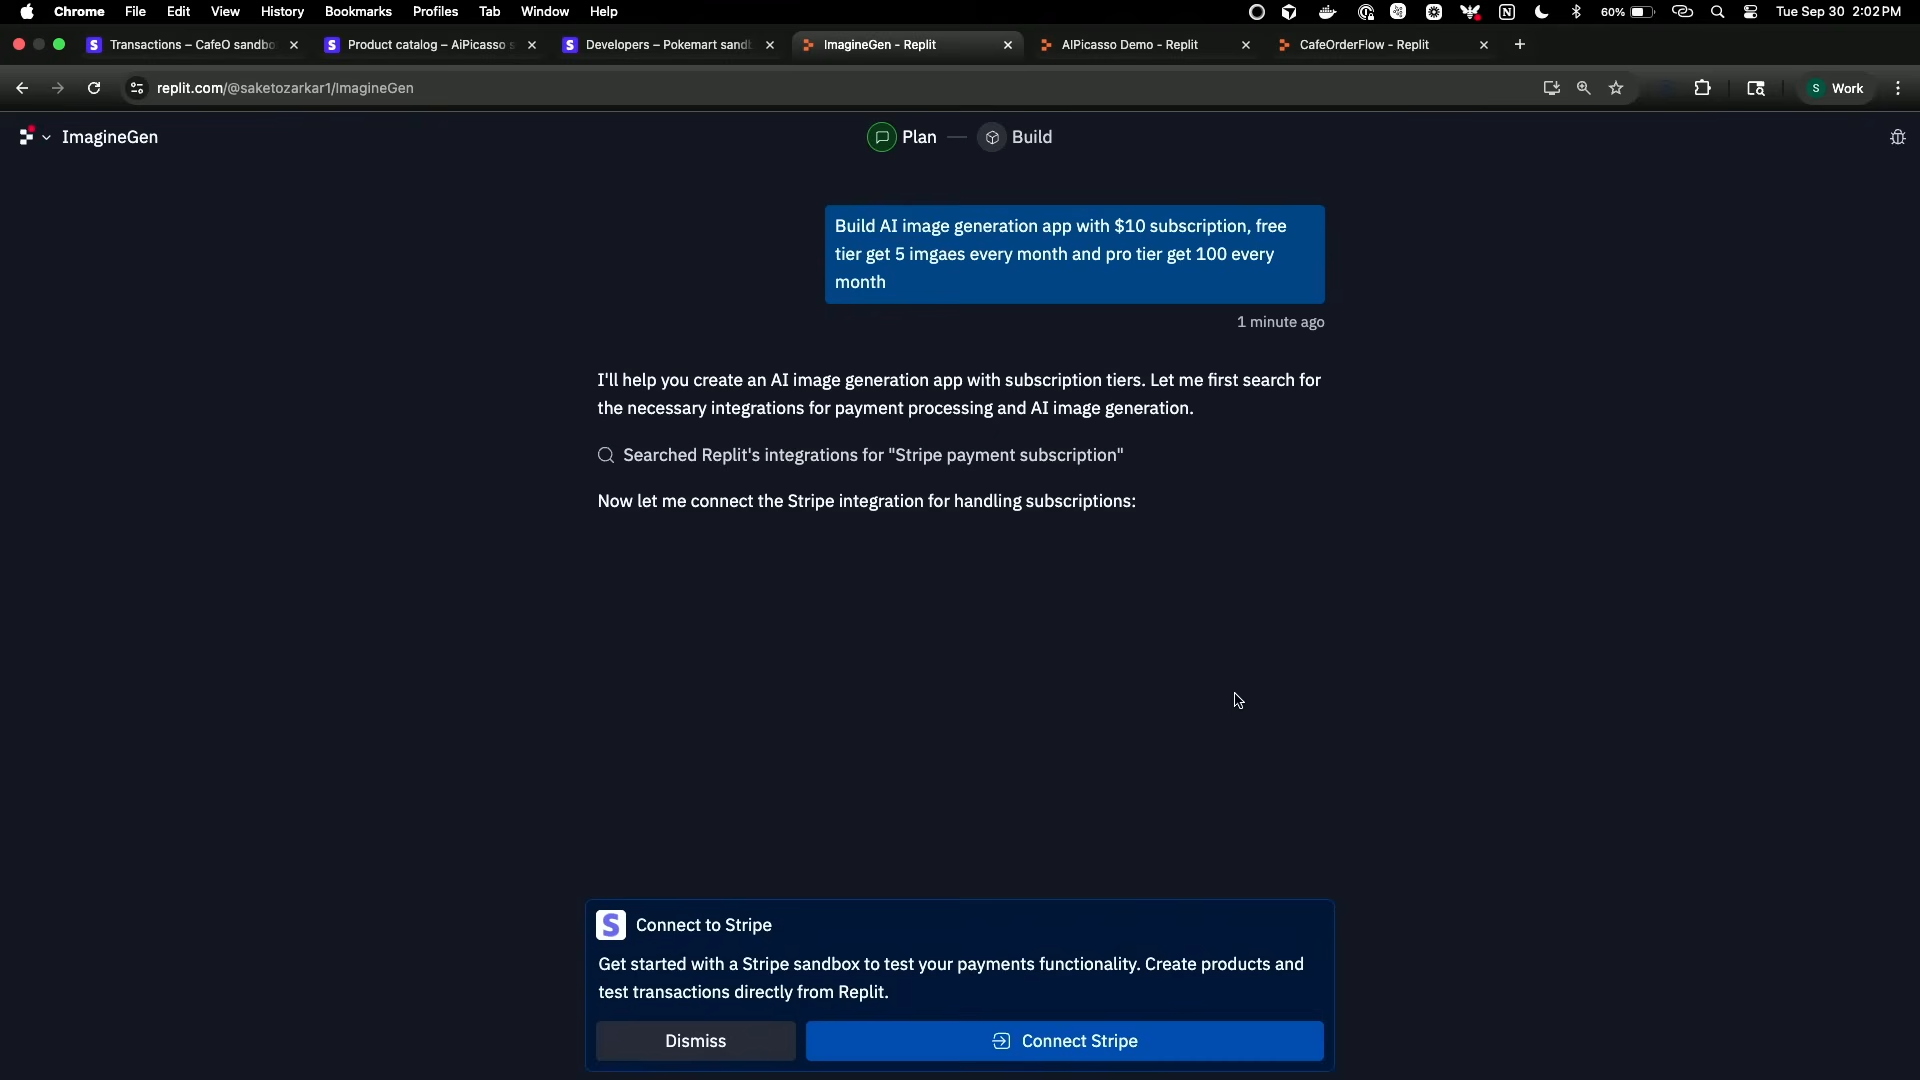 Chrome File Edit View History Bookmarks Profiles Tab Window Help 60% Tue Sep 30 2:02 PM
Transactions – CafeO sandbo Product catalog – AiPicasso s Developers – Pokemart sandb ImagineGen - Replit AIPicasso Demo - Replit CafeOrderFlow - Replit
replit.com/@saketozarkar1/ImagineGen S Work
ImagineGen Plan Build
Build AI image generation app with $10 subscription, free
tier get 5 imgaes every month and pro tier get 100 every
month
1 minute ago
I'll help you create an AI image generation app with subscription tiers. Let me first search for
the necessary integrations for payment processing and AI image generation.
Searched Replit's integrations for "Stripe payment subscription"
Now let me connect the Stripe integration for handling subscriptions:
S Connect to Stripe
Get started with a Stripe sandbox to test your payments functionality. Create products and
test transactions directly from Replit.
Dismiss Connect Stripe